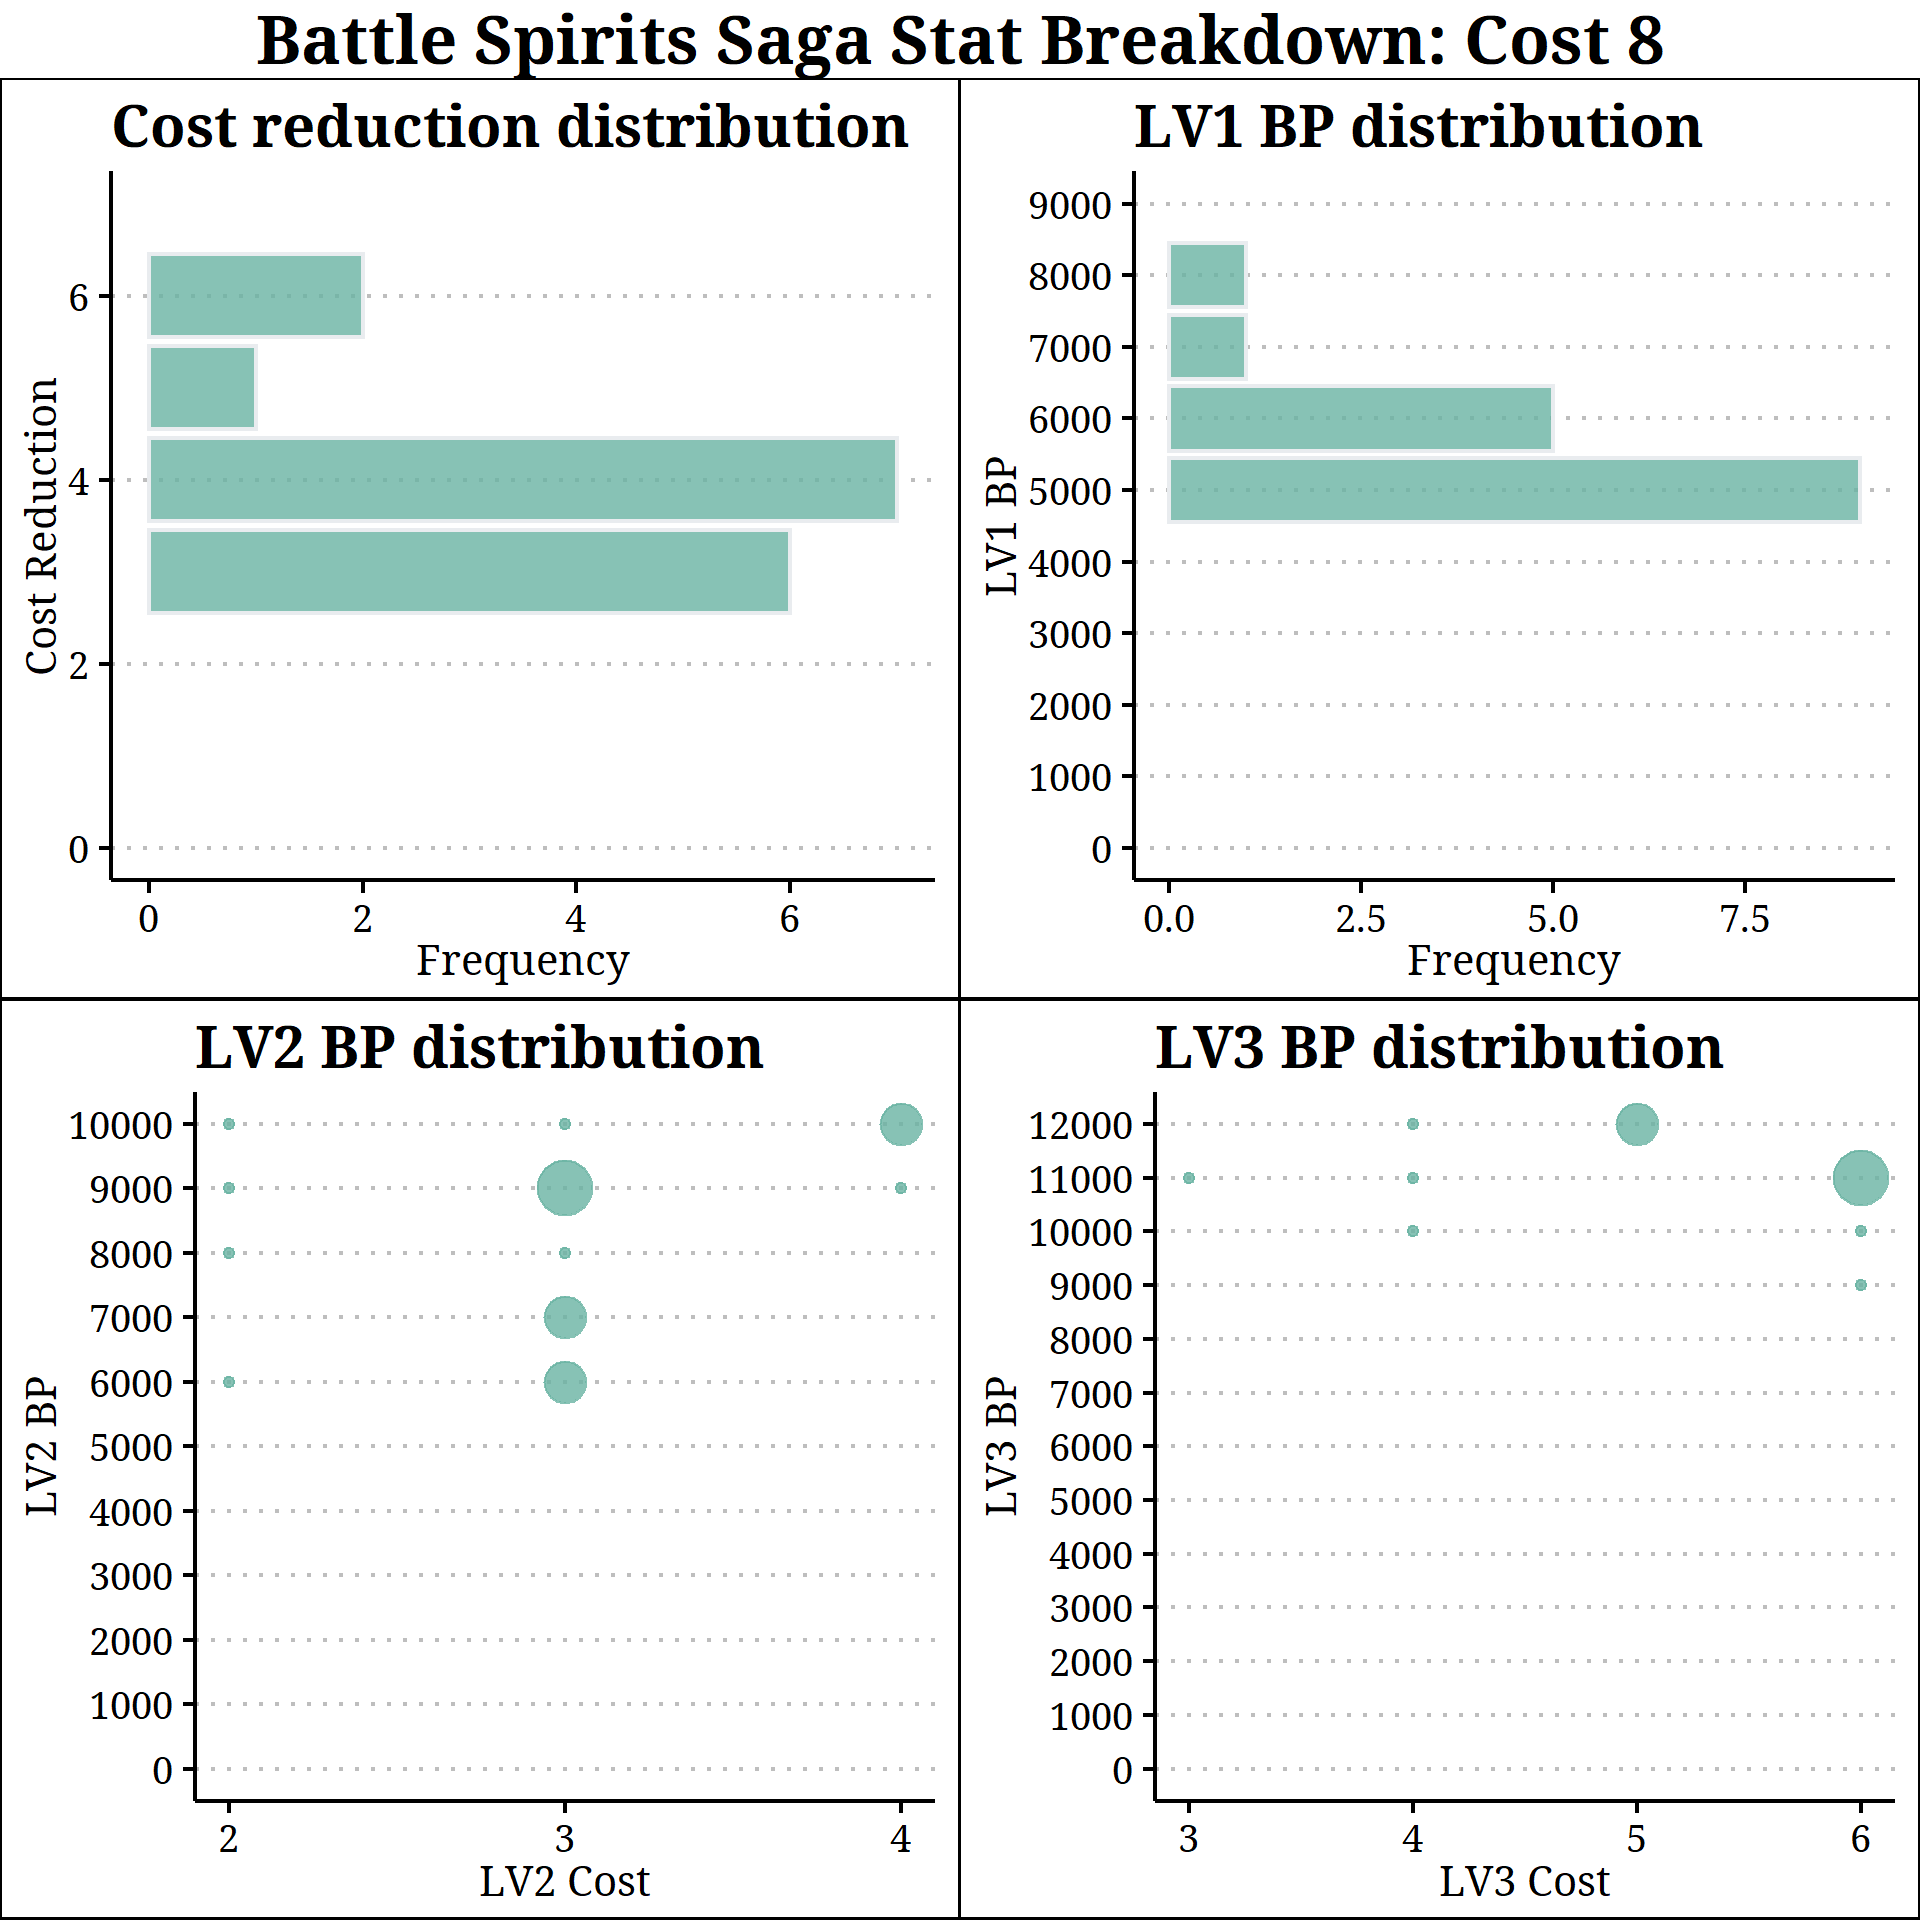 Battle Spirits Saga Stat Breakdown: Cost 8
Cost reduction distribution
Cost Reduction
6
4
2
0
0 2 4 6
Frequency
LV1 BP distribution
LV1 BP
9000
8000
7000
6000
5000
4000
3000
2000
1000
0
0.0 2.5 5.0 7.5
Frequency
LV2 BP distribution
LV2 BP
10000
9000
8000
7000
6000
5000
4000
3000
2000
1000
0
2 3 4
LV2 Cost
LV3 BP distribution
LV3 BP
12000
11000
10000
9000
8000
7000
6000
5000
4000
3000
2000
1000
0
3 4 5 6
LV3 Cost